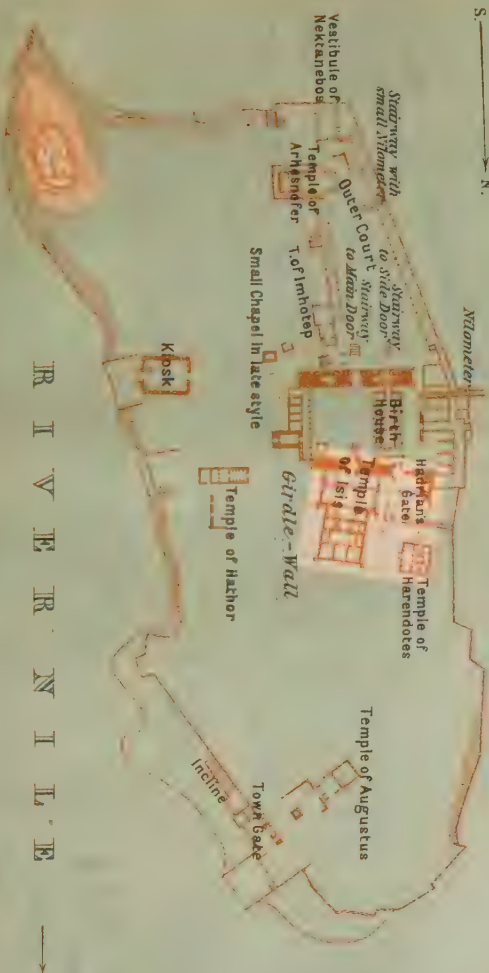 S.
N.
Vestibule of
Nektanebos
Stairway with
small Nilometer
Temple of
Arhesnofer
Outer Court
Stairway
to Side Door
Stairway
to Main Door
T. of Imhotep
Small Chapel in late style
Nilometer
Birth
House
Hadrian's
Gate
Temple
of Isis
Temple of
Harendotes
Girdle-Wall
Kiosk
Temple of Hathor
Temple of Augustus
Town Gate
Incline
RIVER NILE